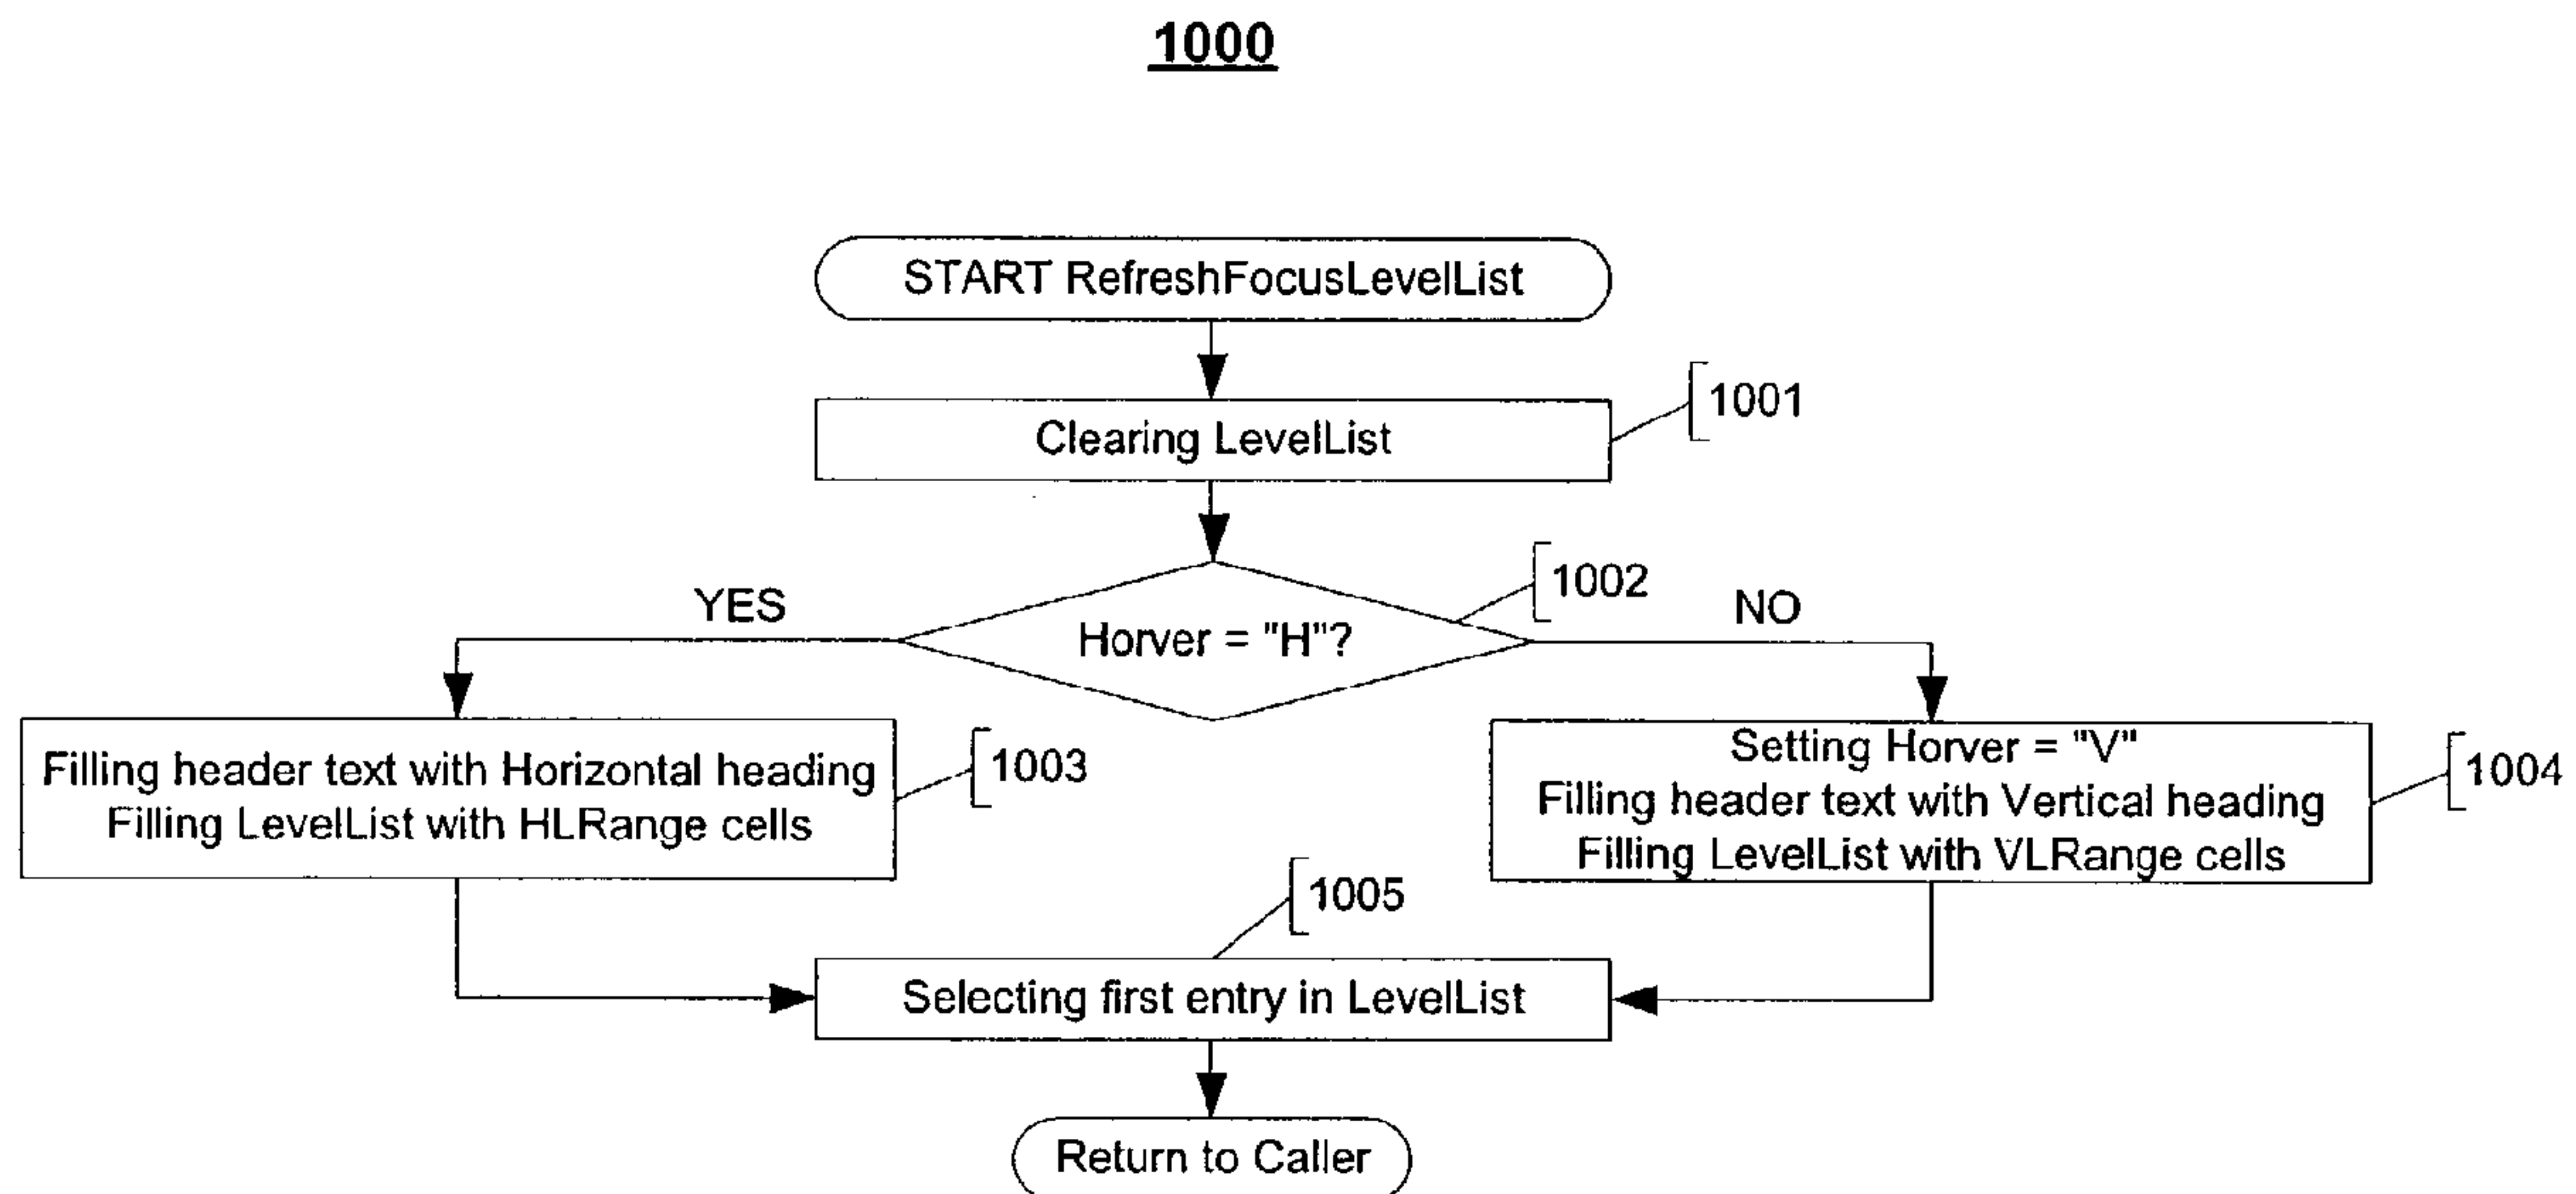 1000
START RefreshFocusLevelList
Clearing LevelList
1001
Horver = "H"?
1002
YES
NO
Filling header text with Horizontal heading
Filling LevelList with HLRange cells
1003
Setting Horver = "V"
Filling header text with Vertical heading
Filling LevelList with VLRange cells
1004
1005
Selecting first entry in LevelList
Return to Caller